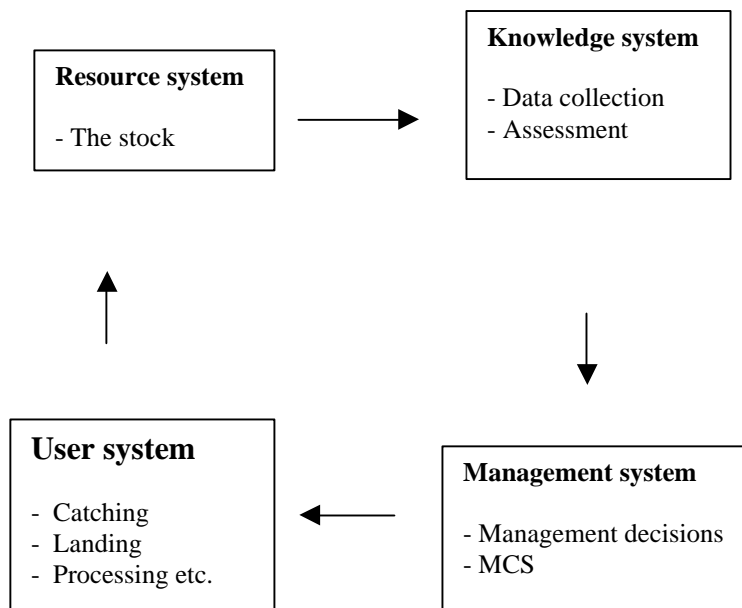 Resource system
- The stock
Knowledge system
- Data collection
- Assessment
User system
- Catching
- Landing
- Processing etc.
Management system
- Management decisions
- MCS